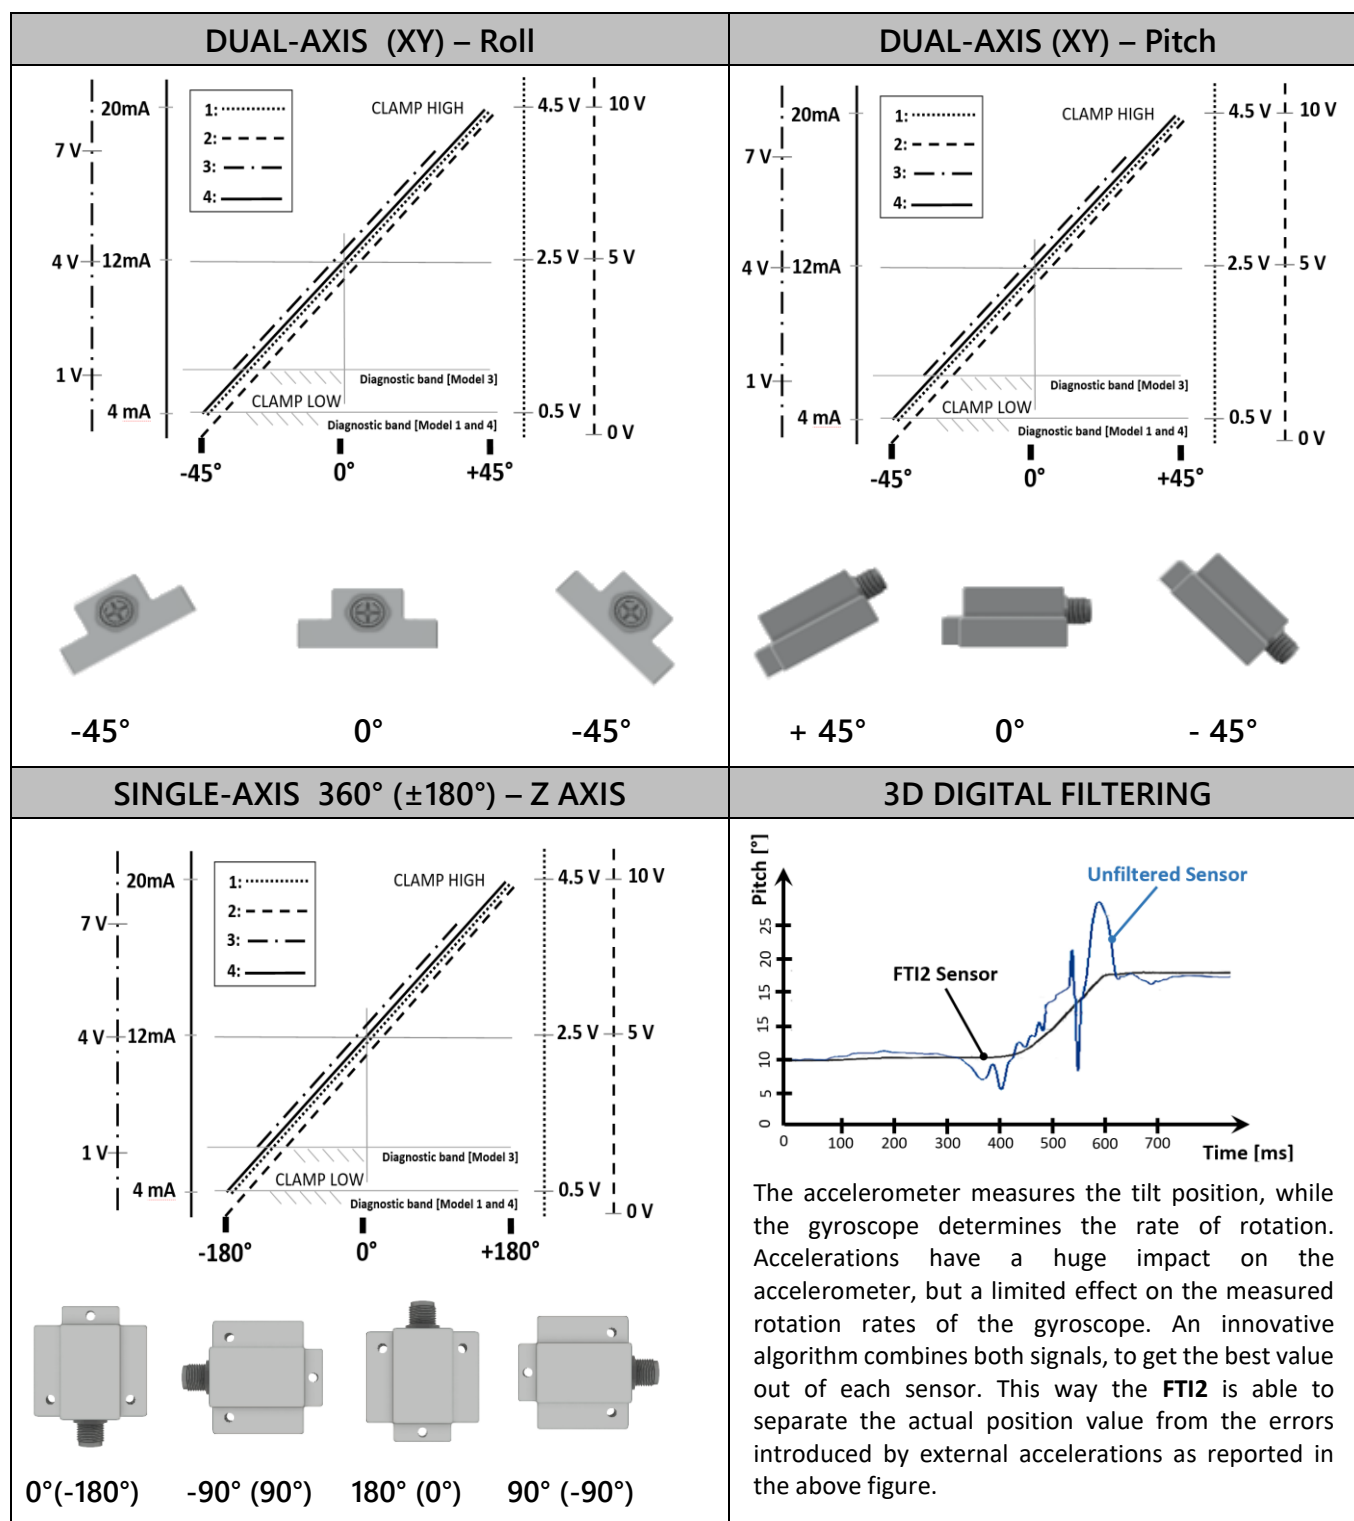 DUAL-AXIS (XY) – Roll
20mA
7 V
4 V
12mA
1 V
4 mA
1:
2:
3:
4:
CLAMP HIGH
4.5 V
10 V
2.5 V
5 V
Diagnostic band [Model 3]
CLAMP LOW
0.5 V
Diagnostic band [Model 1 and 4]
0 V
-45°
0°
+45°
-45°
0°
-45°
DUAL-AXIS (XY) – Pitch
20mA
7 V
4 V
12mA
1 V
4 mA
1:
2:
3:
4:
CLAMP HIGH
4.5 V
10 V
2.5 V
5 V
Diagnostic band [Model 3]
CLAMP LOW
0.5 V
Diagnostic band [Model 1 and 4]
0 V
-45°
0°
+45°
+ 45°
0°
- 45°
SINGLE-AXIS 360° (±180°) – Z AXIS
20mA
7 V
4 V
12mA
1 V
4 mA
1:
2:
3:
4:
CLAMP HIGH
4.5 V
10 V
2.5 V
5 V
Diagnostic band [Model 3]
CLAMP LOW
0.5 V
Diagnostic band [Model 1 and 4]
0 V
-180°
0°
+180°
0°(-180°)
-90° (90°)
180° (0°)
90° (-90°)
3D DIGITAL FILTERING
Pitch [°]
25
20
15
15
10
5
0
Unfiltered Sensor
FTI2 Sensor
0
100
200
300
400
500
600
700
Time [ms]
The accelerometer measures the tilt position, while
the gyroscope determines the rate of rotation.
Accelerations have a huge impact on the
accelerometer, but a limited effect on the measured
rotation rates of the gyroscope. An innovative
algorithm combines both signals, to get the best value
out of each sensor. This way the FTI2 is able to
separate the actual position value from the errors
introduced by external accelerations as reported in
the above figure.